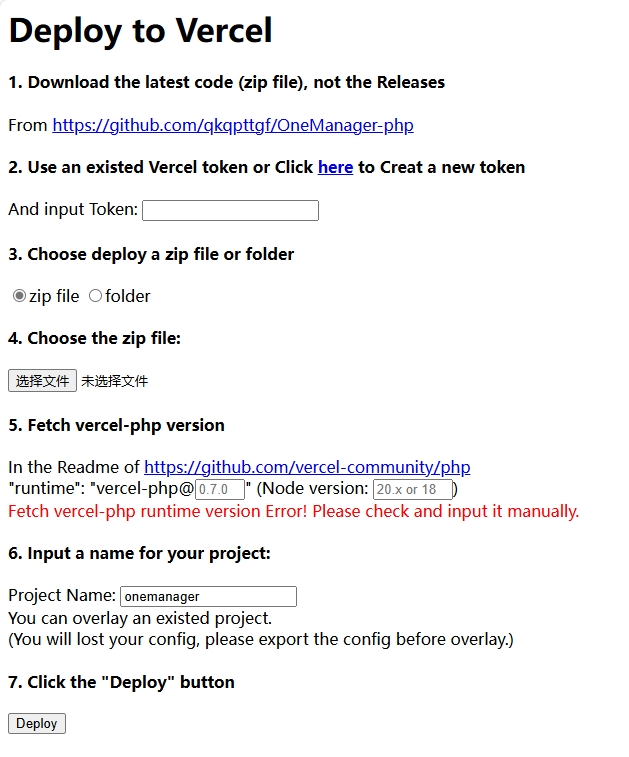 Deploy to Vercel
1. Download the latest code (zip file), not the Releases
From https://github.com/qkqpttgf/OneManager-php
2. Use an existed Vercel token or Click here to Creat a new token
And input Token:
3. Choose deploy a zip file or folder
zip file folder
4. Choose the zip file:
选择文件 未选择文件
5. Fetch vercel-php version
In the Readme of https://github.com/vercel-community/php
"runtime": "vercel-php@0.7.0" (Node version: 20.x or 18)
Fetch vercel-php runtime version Error! Please check and input it manually.
6. Input a name for your project:
Project Name: onemanager
You can overlay an existed project.
(You will lost your config, please export the config before overlay.)
7. Click the "Deploy" button
Deploy